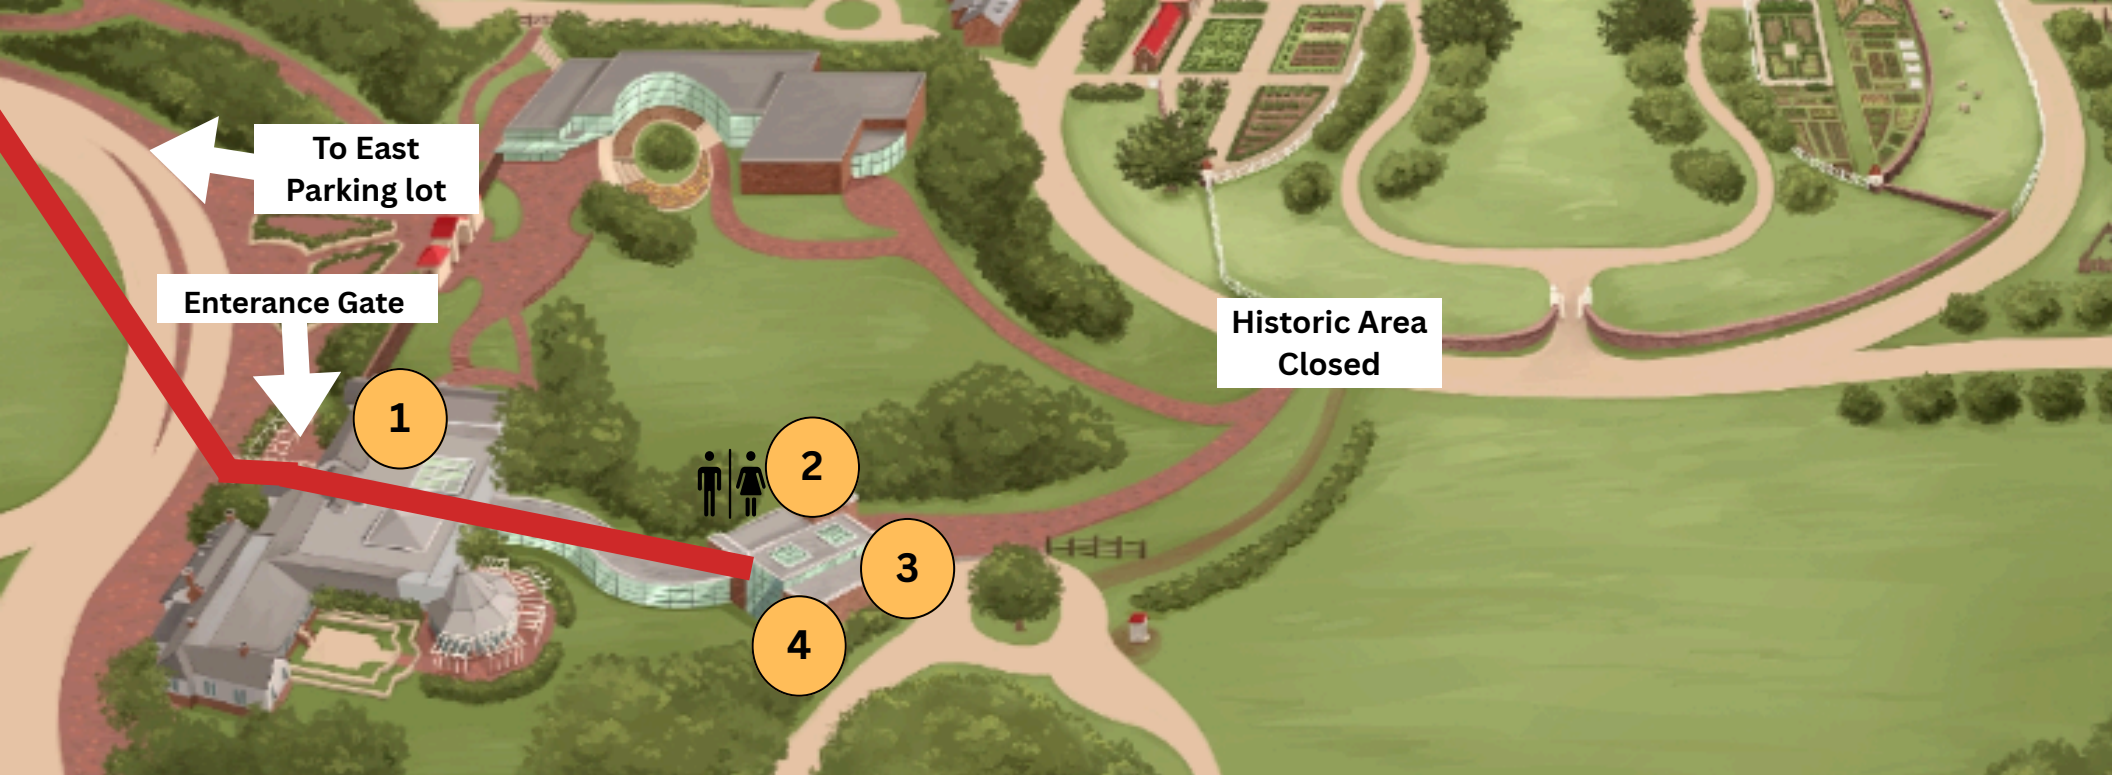 To East
Parking lot
Enterance Gate
Historic Area
Closed
1
2
3
4